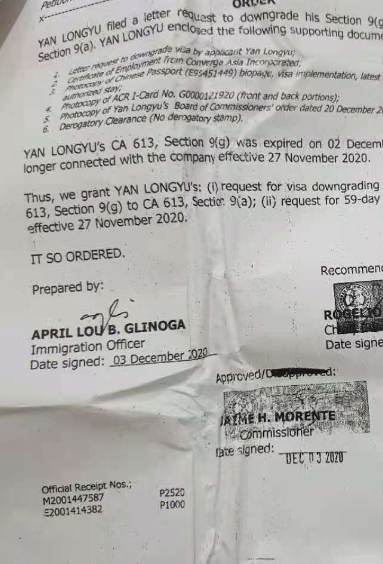 Petit
ORDER
x-
YAN LONGYU filed a letter request to downgrade his Section 9(g
Section 9(a). YAN LONGYU enclosed the following supporting docume
1. Letter request to downgrade visa by applicant Yan Longyu;
2. Certificate of Employment from Converga Asia Incorporated;
3. Photocopy of Chinese Passport (E95451449) biopage, visa implementation, latest
authorized stay;
4. Photocopy of ACR I-Card No. G0000121920 (front and back portions);
5. Photocopy of Yan Longyu's Board of Commissioners' order dated 20 December 2
6. Derogatory Clearance (No derogatory stamp).
YAN LONGYU's CA 613, Section 9(g) was expired on 02 Decem
longer connected with the company effective 27 November 2020.
Thus, we grant YAN LONGYU's: (i) request for visa downgrading
613, Section 9(g) to CA 613, Section 9(a); (ii) request for 59-day
effective 27 November 2020.
IT SO ORDERED.
Prepared by:
Recommend
APRIL LOU B. GLINOGA
ROGELIO
Immigration Officer
Date signed: 03 December 2020
Date signe
Approved/Disapproved:
JAIME H. MORENTE
Commissioner
Date signed: DEC 03 2020
Official Receipt Nos.;
M2001447587 P2520
E2001414382 P1000